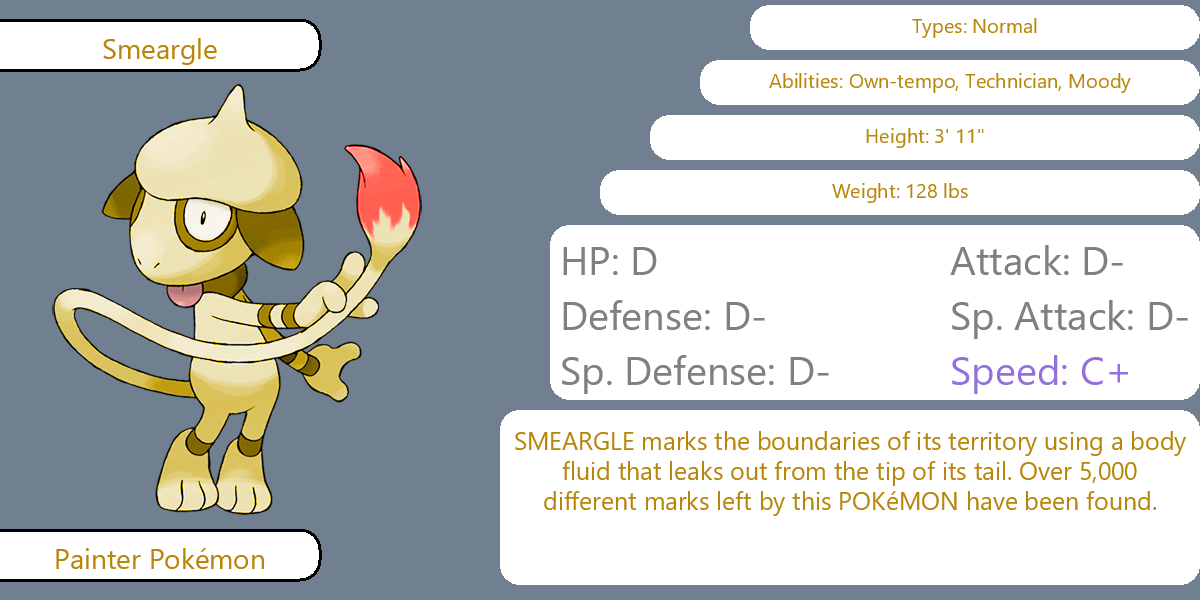 Smeargle
Types: Normal
Abilities: Own-tempo, Technician, Moody
Height: 3' 11"
Weight: 128 lbs
HP: D
Attack: D-
Defense: D-
Sp. Attack: D-
Sp. Defense: D-
Speed: C+
SMEARGLE marks the boundaries of its territory using a body
fluid that leaks out from the tip of its tail. Over 5,000
different marks left by this POKéMON have been found.
Painter Pokémon